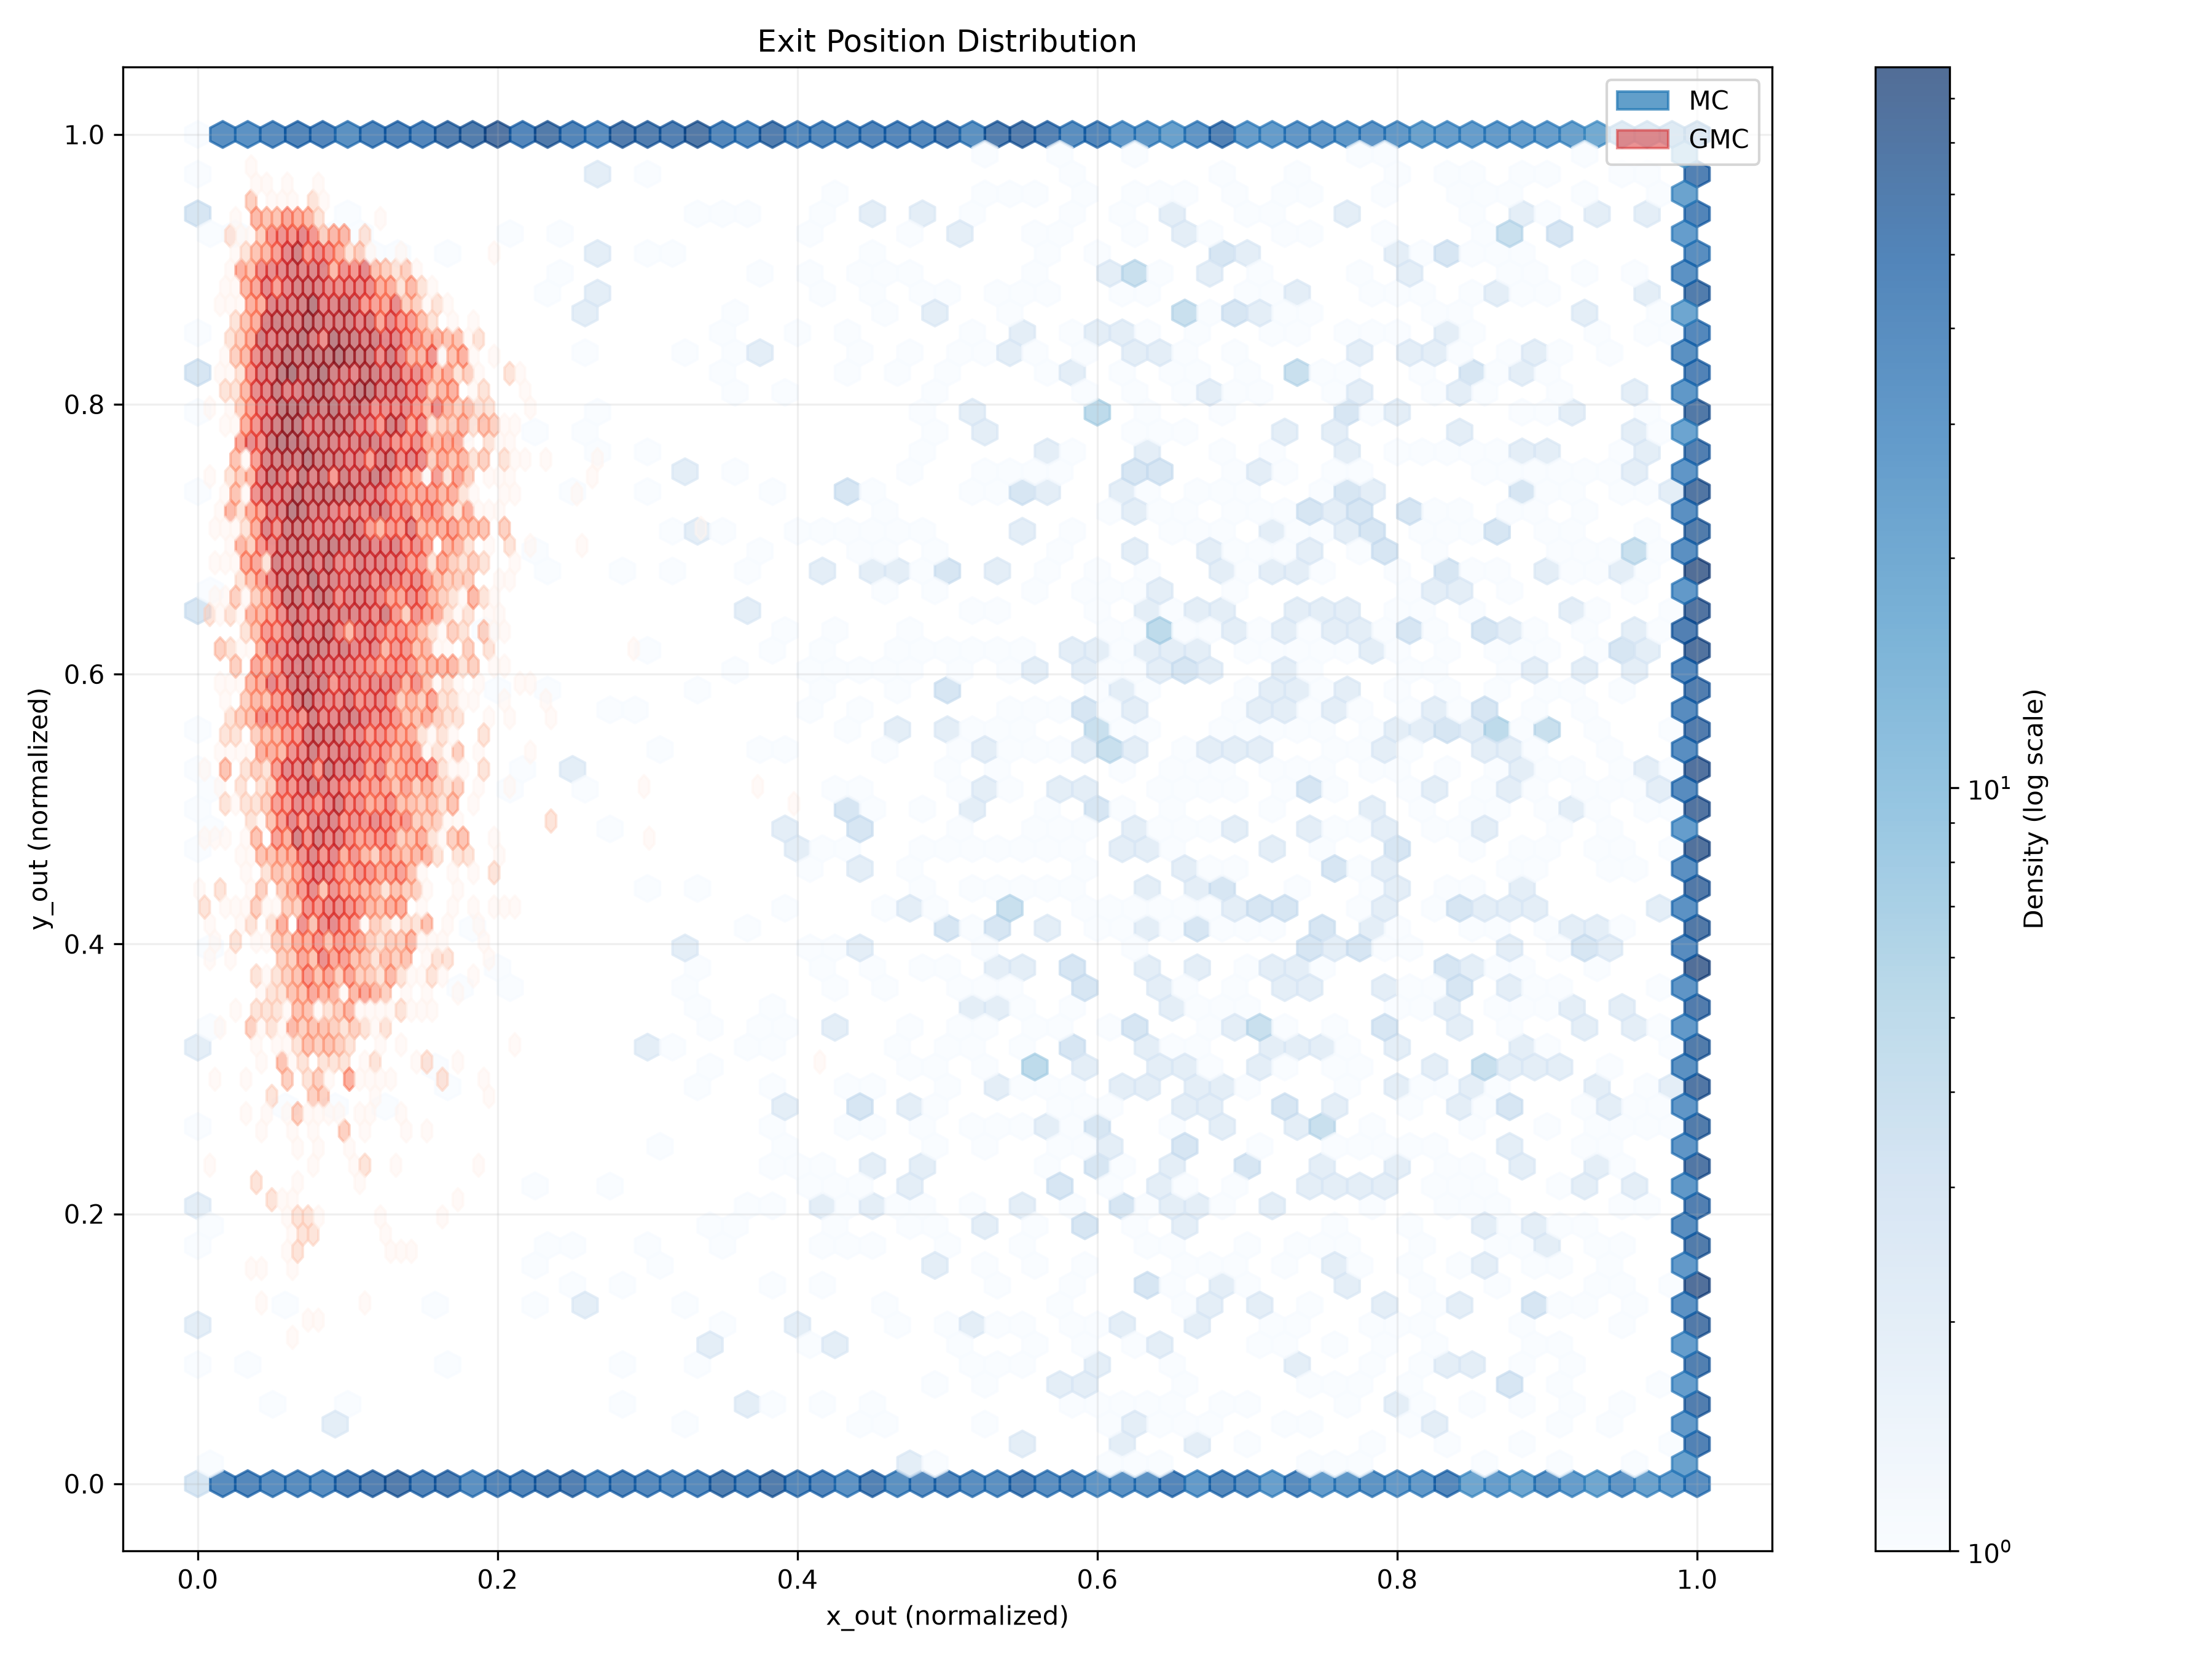 Exit Position Distribution
MC
GMC
1.0
0.8
0.6
0.4
0.2
0.0
y_out (normalized)
0.0 0.2 0.4 0.6 0.8 1.0
x_out (normalized)
10¹
10⁰
Density (log scale)